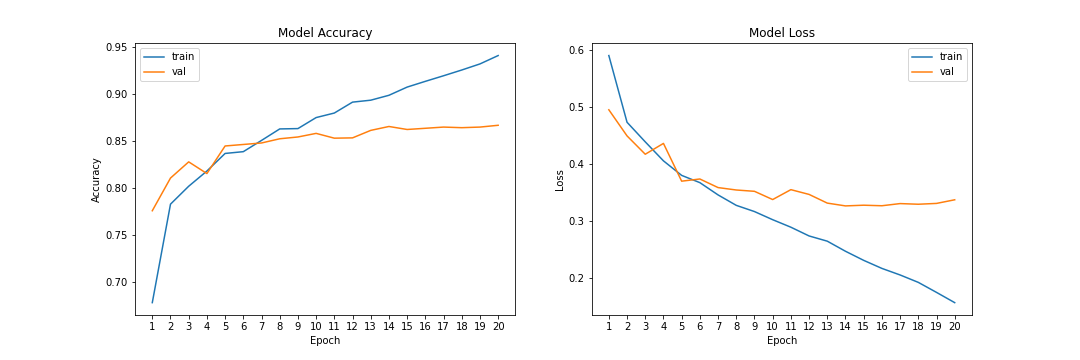 Model Accuracy
train
val
0.95
0.90
0.85
0.80
0.75
0.70
Accuracy
1 2 3 4 5 6 7 8 9 10 11 12 13 14 15 16 17 18 19 20
Epoch
Model Loss
train
val
0.6
0.5
0.4
0.3
0.2
Loss
1 2 3 4 5 6 7 8 9 10 11 12 13 14 15 16 17 18 19 20
Epoch